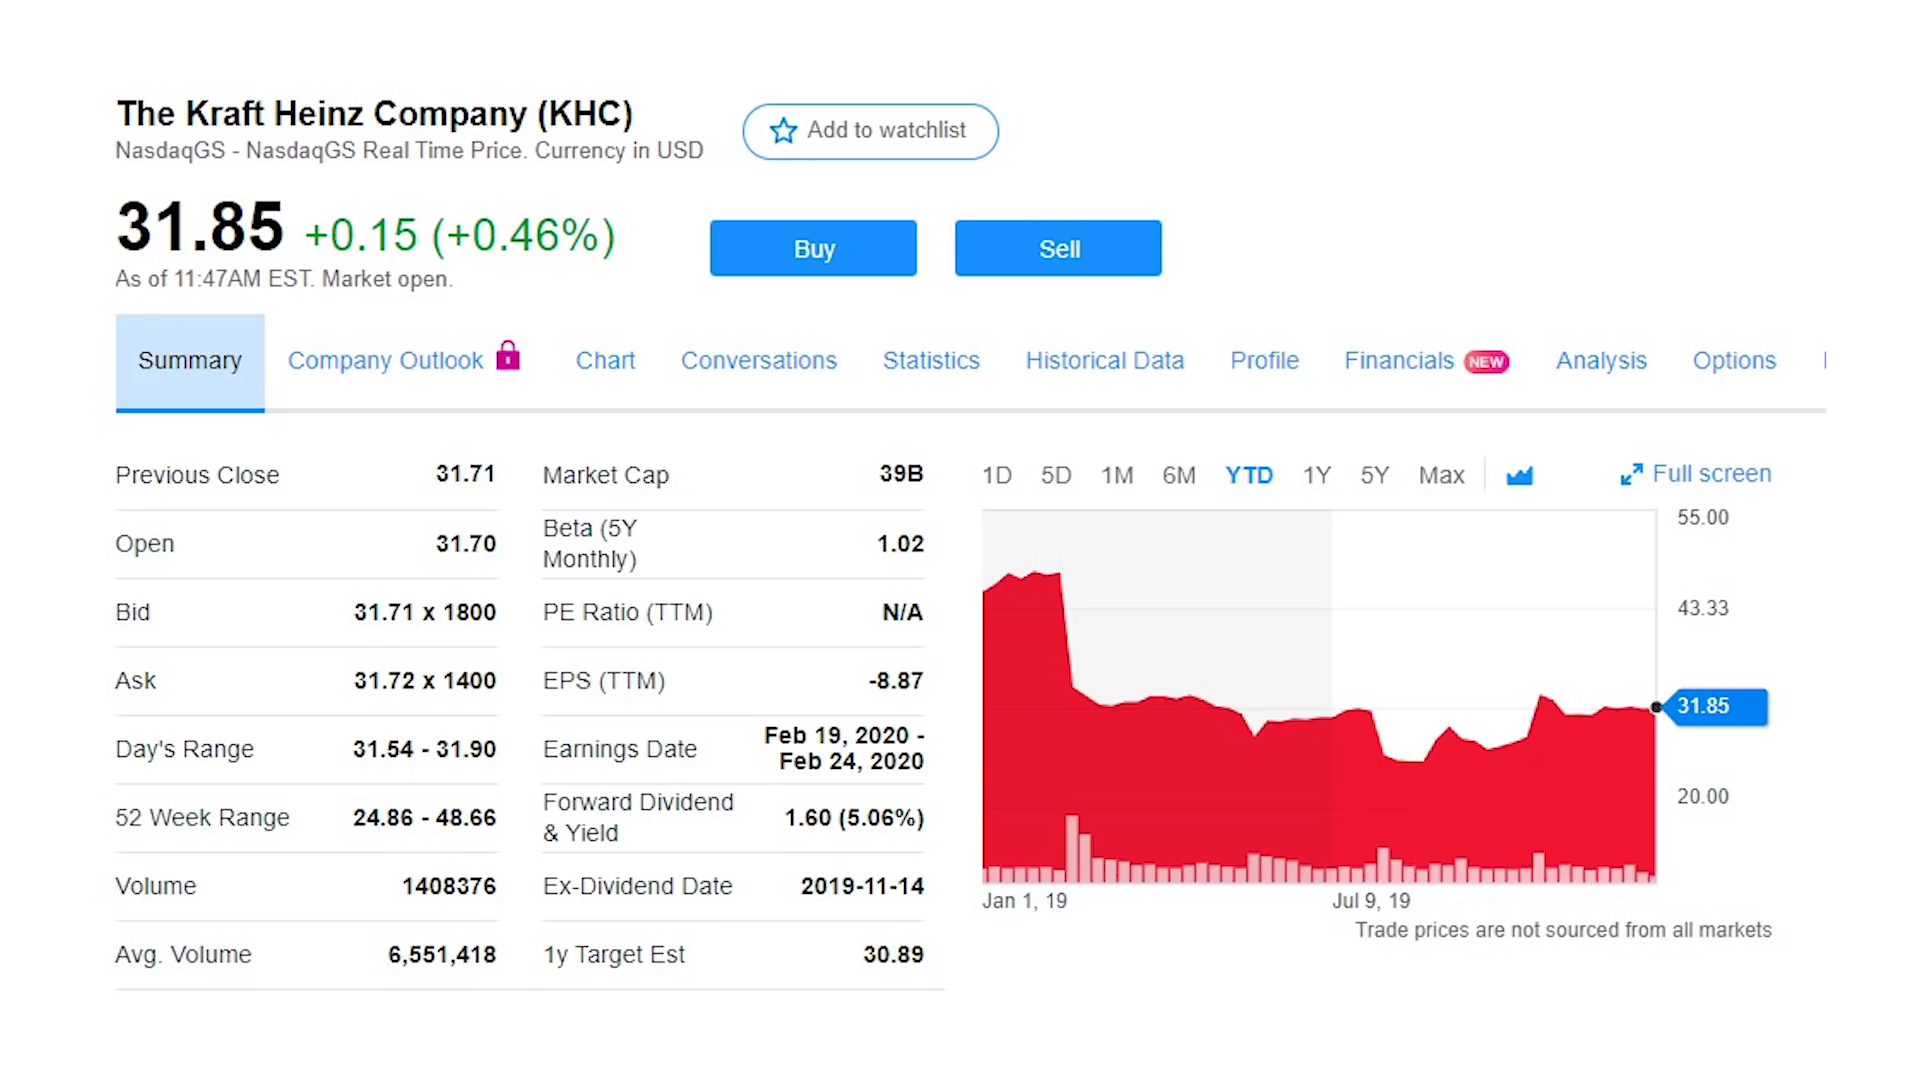 The Kraft Heinz Company (KHC)
NasdaqGS - NasdaqGS Real Time Price. Currency in USD
Add to watchlist
31.85 +0.15 (+0.46%)
As of 11:47AM EST. Market open.
Buy
Sell
Summary
Company Outlook
Chart
Conversations
Statistics
Historical Data
Profile
Financials NEW
Analysis
Options
Previous Close 31.71
Open 31.70
Bid 31.71 x 1800
Ask 31.72 x 1400
Day's Range 31.54 - 31.90
52 Week Range 24.86 - 48.66
Volume 1408376
Avg. Volume 6,551,418
Market Cap 39B
Beta (5Y
Monthly) 1.02
PE Ratio (TTM) N/A
EPS (TTM) -8.87
Earnings Date Feb 19, 2020 -
Feb 24, 2020
Forward Dividend
& Yield 1.60 (5.06%)
Ex-Dividend Date 2019-11-14
1y Target Est 30.89
1D 5D 1M 6M YTD 1Y 5Y Max
Full screen
55.00
43.33
31.85
20.00
Jan 1, 19
Jul 9, 19
Trade prices are not sourced from all markets